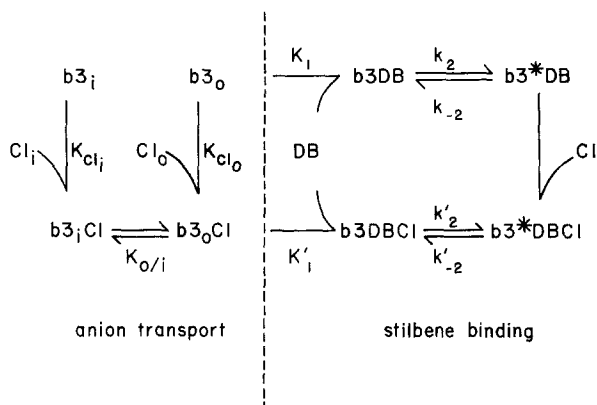 b3i b3o K1 b3DB k2 k-2 b3*DB
Cli KCli Clo KClo DB Cl
b3iCl b3oCl Ko/i K'1 b3DBCl k'2 k'-2 b3*DBCl
anion transport stilbene binding